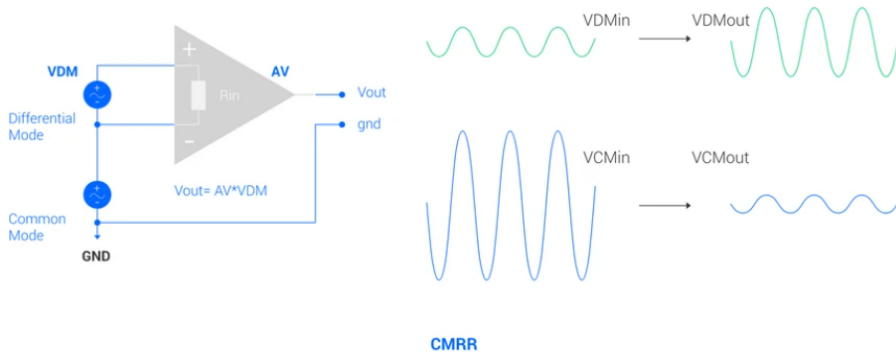 VDM
AV
+
Rin
−
Differential
Mode
Vout
gnd
Vout= AV*VDM
Common
Mode
GND
VDMin
VDMout
VCMin
VCMout
CMRR